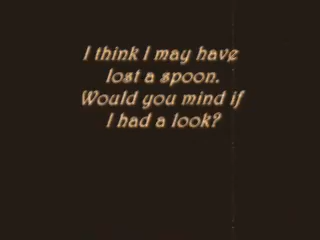 I think I may have
lost a spoon.
Would you mind if
I had a look?